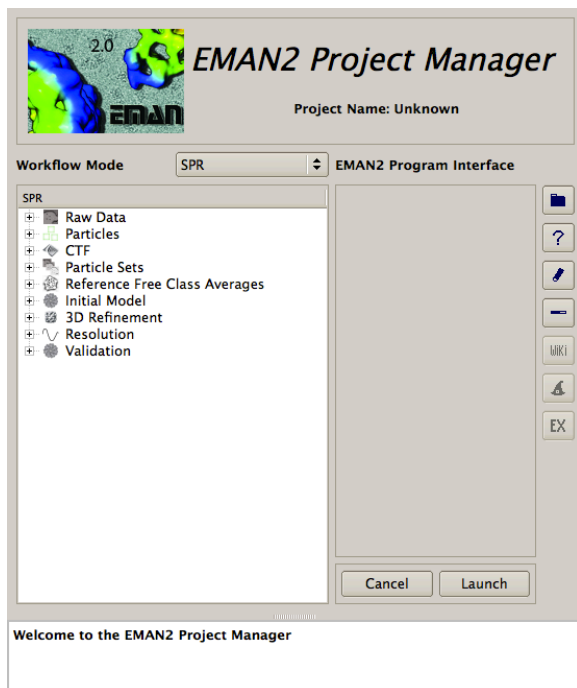 2.0
EMAN
EMAN2 Project Manager
Project Name: Unknown
Workflow Mode
SPR
EMAN2 Program Interface
SPR
Raw Data
Particles
CTF
Particle Sets
Reference Free Class Averages
Initial Model
3D Refinement
Resolution
Validation
?
WiKi
EX
Cancel
Launch
Welcome to the EMAN2 Project Manager